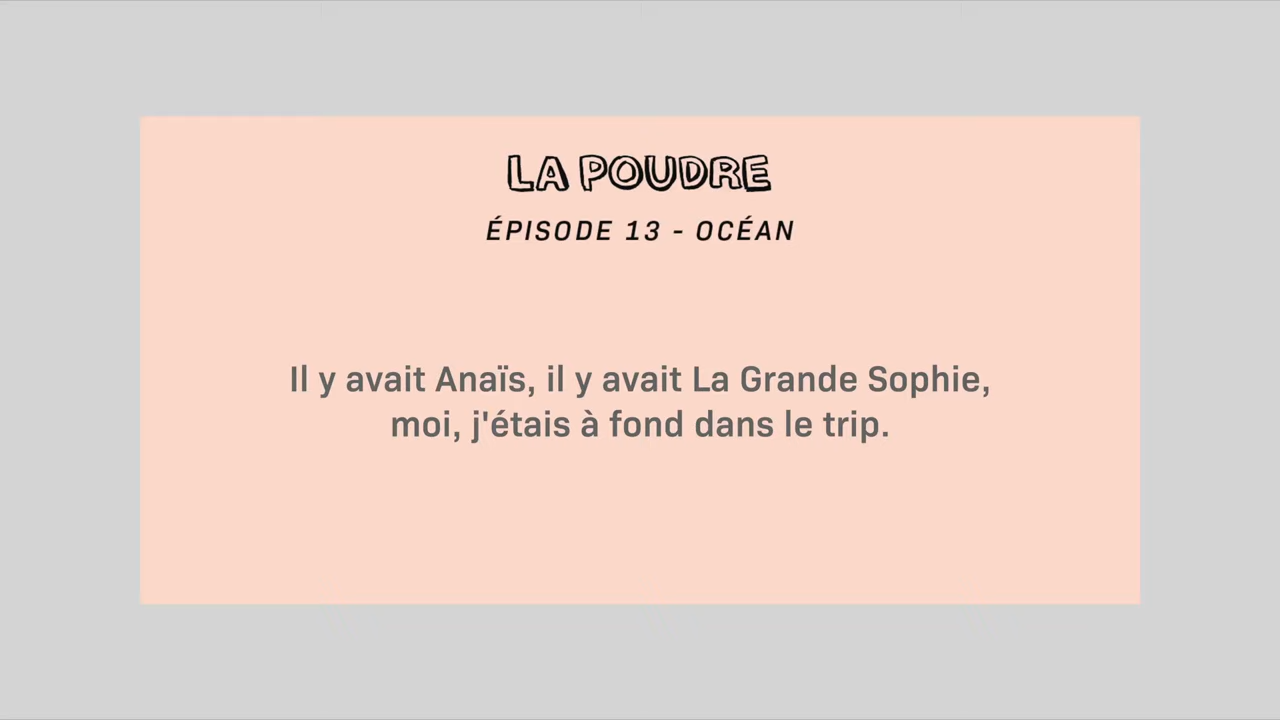 LA POUDRE
ÉPISODE 13 - OCÉAN
Il y avait Anaïs, il y avait La Grande Sophie,
moi, j'étais à fond dans le trip.